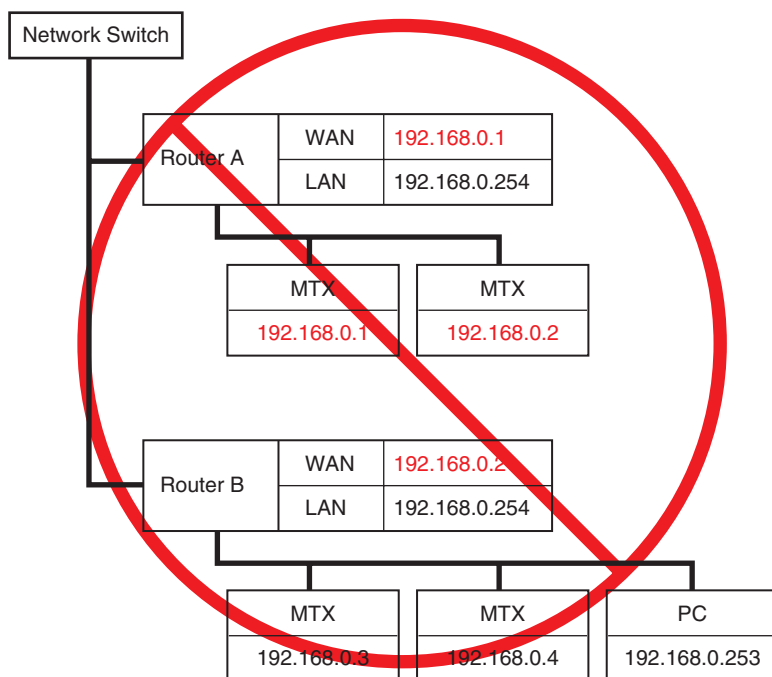 Network Switch
Router A
WAN 192.168.0.1
LAN 192.168.0.254
MTX MTX
192.168.0.1 192.168.0.2
Router B
WAN 192.168.0.2
LAN 192.168.0.254
MTX MTX PC
192.168.0.3 192.168.0.4 192.168.0.253